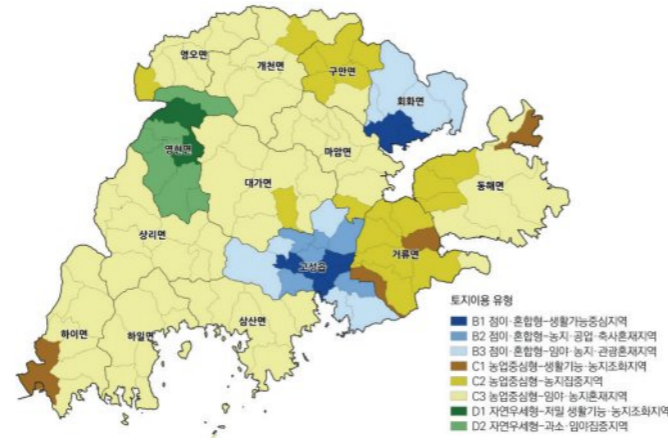 영오면
개천면
구만면
회화면
영현면
마암면
대가면
동해면
상리면
거류면
고성읍
삼산면
하이면
하일면
토지이용 유형
B1 점이·혼합형-생활기능중심지역
B2 점이·혼합형-농지·공업·축사혼재지역
B3 점이·혼합형-임야·농지·관광혼재지역
C1 농업중심형-생활기능·농지조화지역
C2 농업중심형-농지집중지역
C3 농업중심형-임야·농지혼재지역
D1 자연우세형-저밀 생활기능·농지조화지역
D2 자연우세형-과소·임야집중지역